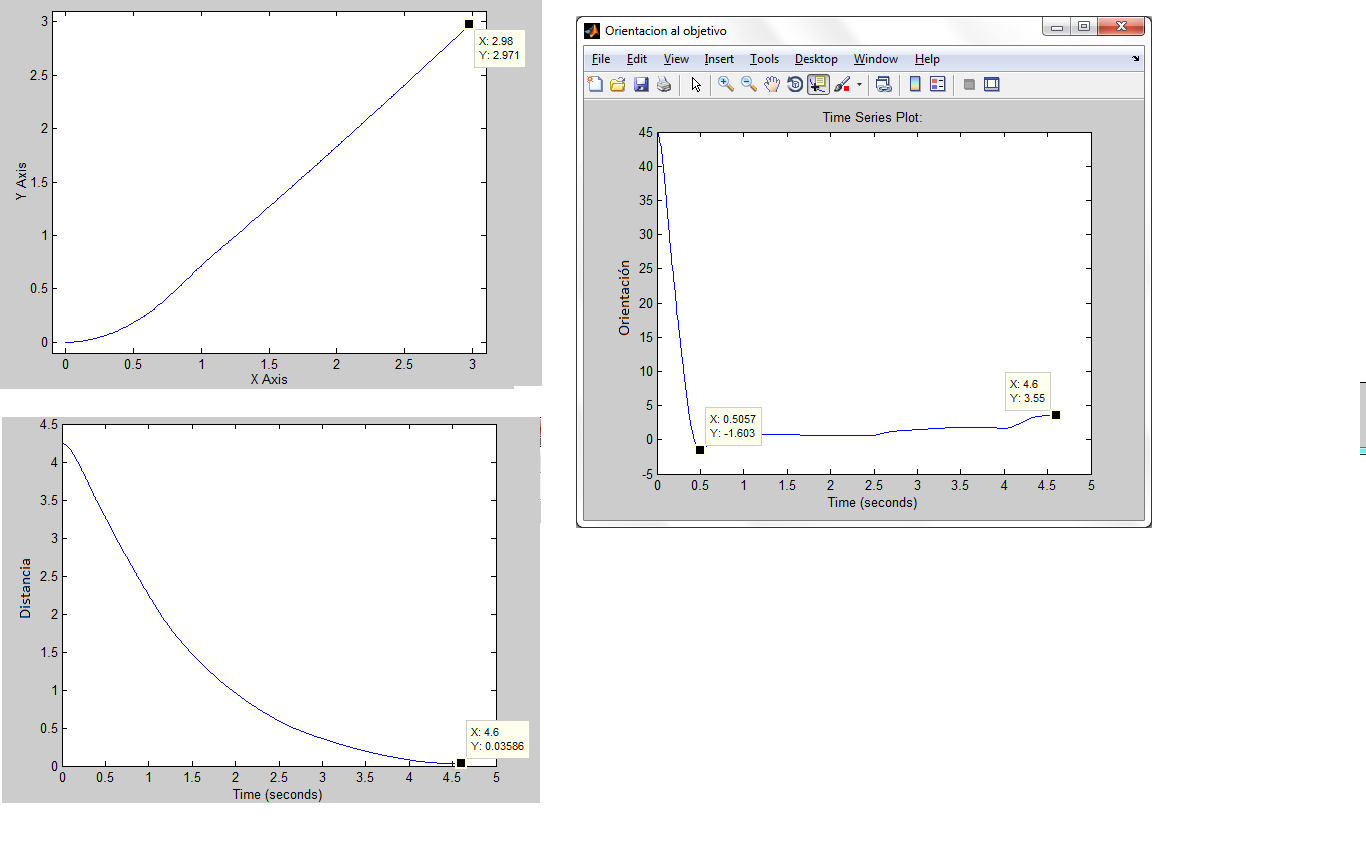 3
2.5
2
1.5
1
0.5
0
Y Axis
X: 2.98
Y: 2.971
0 0.5 1 1.5 2 2.5 3
X Axis
Orientacion al objetivo
File Edit View Insert Tools Desktop Window Help
Time Series Plot:
45
40
35
30
25
20
15
10
5
0
-5
Orientación
X: 0.5057
Y: -1.603
X: 4.6
Y: 3.55
0 0.5 1 1.5 2 2.5 3 3.5 4 4.5 5
Time (seconds)
4.5
4
3.5
3
2.5
2
1.5
1
0.5
0
Distancia
X: 4.6
Y: 0.03586
0 0.5 1 1.5 2 2.5 3 3.5 4 4.5 5
Time (seconds)